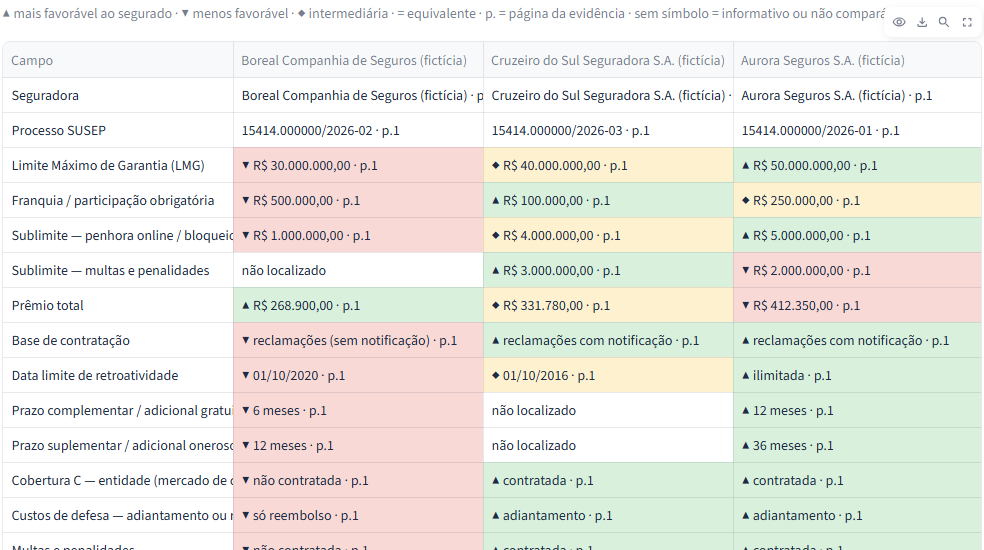 ▲ mais favorável ao segurado · ▼ menos favorável · ◆ intermediária · = equivalente · p. = página da evidência · sem símbolo = informativo ou não compará
Campo Boreal Companhia de Seguros (fictícia) Cruzeiro do Sul Seguradora S.A. (fictícia) Aurora Seguros S.A. (fictícia)
Seguradora Boreal Companhia de Seguros (fictícia) · p Cruzeiro do Sul Seguradora S.A. (fictícia) · Aurora Seguros S.A. (fictícia) · p.1
Processo SUSEP 15414.000000/2026-02 · p.1 15414.000000/2026-03 · p.1 15414.000000/2026-01 · p.1
Limite Máximo de Garantia (LMG) ▼ R$ 30.000.000,00 · p.1 ◆ R$ 40.000.000,00 · p.1 ▲ R$ 50.000.000,00 · p.1
Franquia / participação obrigatória ▼ R$ 500.000,00 · p.1 ▲ R$ 100.000,00 · p.1 ◆ R$ 250.000,00 · p.1
Sublimite — penhora online / bloqueio ▼ R$ 1.000.000,00 · p.1 ◆ R$ 4.000.000,00 · p.1 ▲ R$ 5.000.000,00 · p.1
Sublimite — multas e penalidades não localizado ▲ R$ 3.000.000,00 · p.1 ▼ R$ 2.000.000,00 · p.1
Prêmio total ▲ R$ 268.900,00 · p.1 ◆ R$ 331.780,00 · p.1 ▼ R$ 412.350,00 · p.1
Base de contratação ▼ reclamações (sem notificação) · p.1 ▲ reclamações com notificação · p.1 ▲ reclamações com notificação · p.1
Data limite de retroatividade ▼ 01/10/2020 · p.1 ◆ 01/10/2016 · p.1 ▲ ilimitada · p.1
Prazo complementar / adicional gratui ▼ 6 meses · p.1 não localizado ▲ 12 meses · p.1
Prazo suplementar / adicional oneroso ▼ 12 meses · p.1 não localizado ▲ 36 meses · p.1
Cobertura C — entidade (mercado de c ▼ não contratada · p.1 ▲ contratada · p.1 ▲ contratada · p.1
Custos de defesa — adiantamento ou r ▼ só reembolso · p.1 ▲ adiantamento · p.1 ▲ adiantamento · p.1
Multas e penalidades ▼ não contratada · p.1 ▲ contratada · p.1 ▲ contratada · p.1